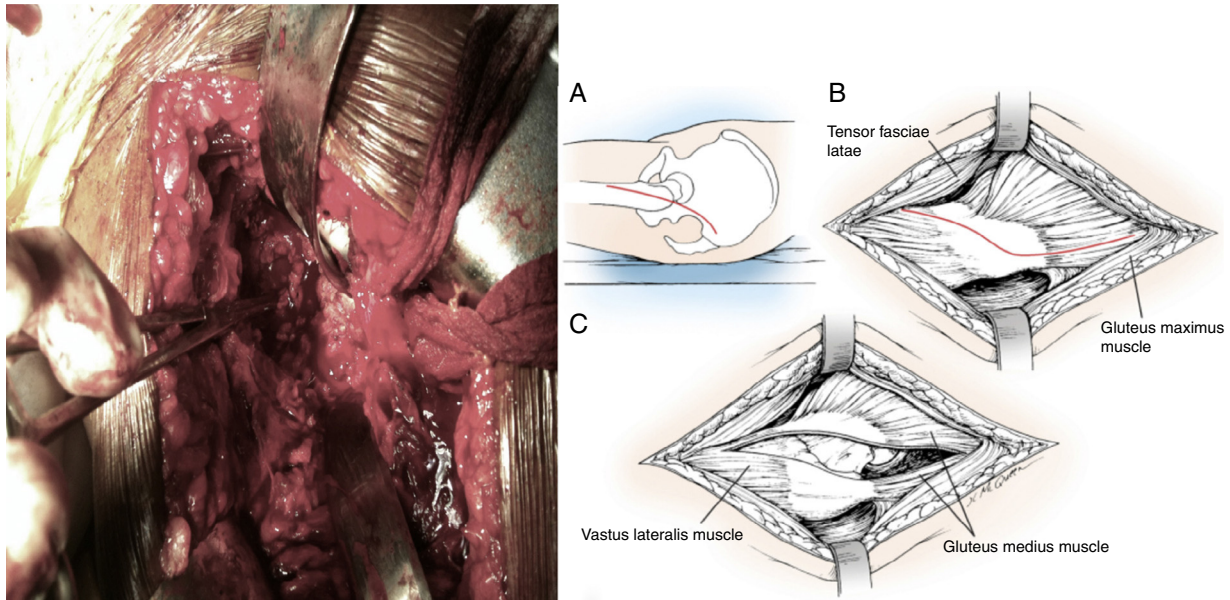 A
B
Tensor fasciae
latae
Gluteus maximus
muscle
C
Vastus lateralis muscle
Gluteus medius muscle